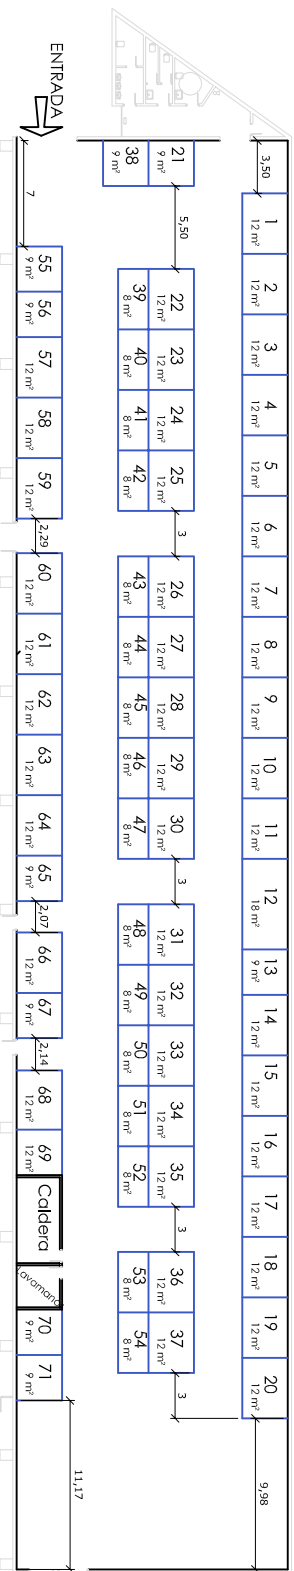 3,50
1
12 m²
2
12 m²
3
12 m²
4
12 m²
5
12 m²
6
12 m²
7
12 m²
8
12 m²
9
12 m²
10
12 m²
11
12 m²
12
18 m²
13
9 m²
14
12 m²
15
12 m²
16
12 m²
17
12 m²
18
12 m²
19
12 m²
20
12 m²
9,98
21
9 m²
5,50
22
12 m²
23
12 m²
24
12 m²
25
12 m²
3
26
12 m²
27
12 m²
28
12 m²
29
12 m²
30
12 m²
3
31
12 m²
32
12 m²
33
12 m²
34
12 m²
35
12 m²
3
36
12 m²
37
12 m²
3
38
9 m²
39
8 m²
40
8 m²
41
8 m²
42
8 m²
43
8 m²
44
8 m²
45
8 m²
46
8 m²
47
8 m²
48
8 m²
49
8 m²
50
8 m²
51
8 m²
52
8 m²
53
8 m²
54
8 m²
ENTRADA
7
55
9 m²
56
9 m²
57
12 m²
58
12 m²
59
12 m²
2,29
60
12 m²
61
12 m²
62
12 m²
63
12 m²
64
12 m²
65
9 m²
2,07
66
12 m²
67
9 m²
2,14
68
12 m²
69
12 m²
Caldera
Lavamanos
70
9 m²
71
9 m²
11,17